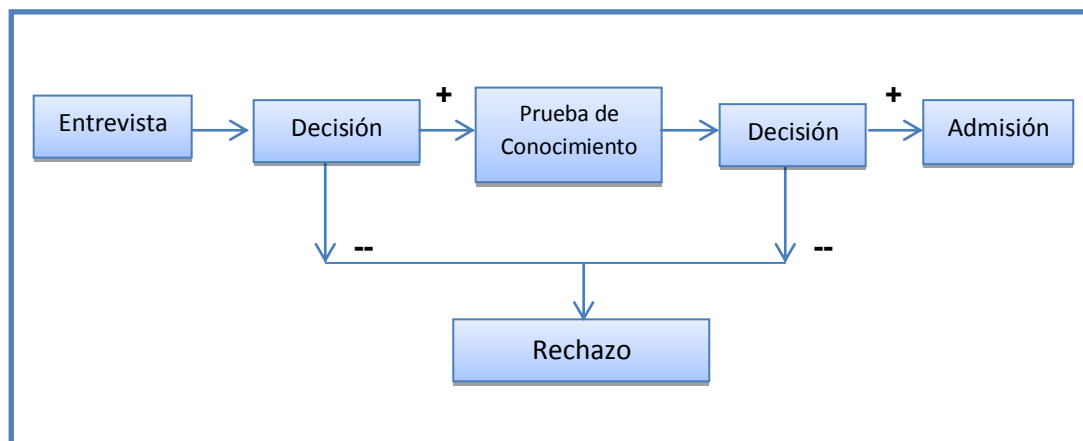 Entrevista
Decisión
+
Prueba de
Conocimiento
Decisión
+
Admisión
--
--
Rechazo